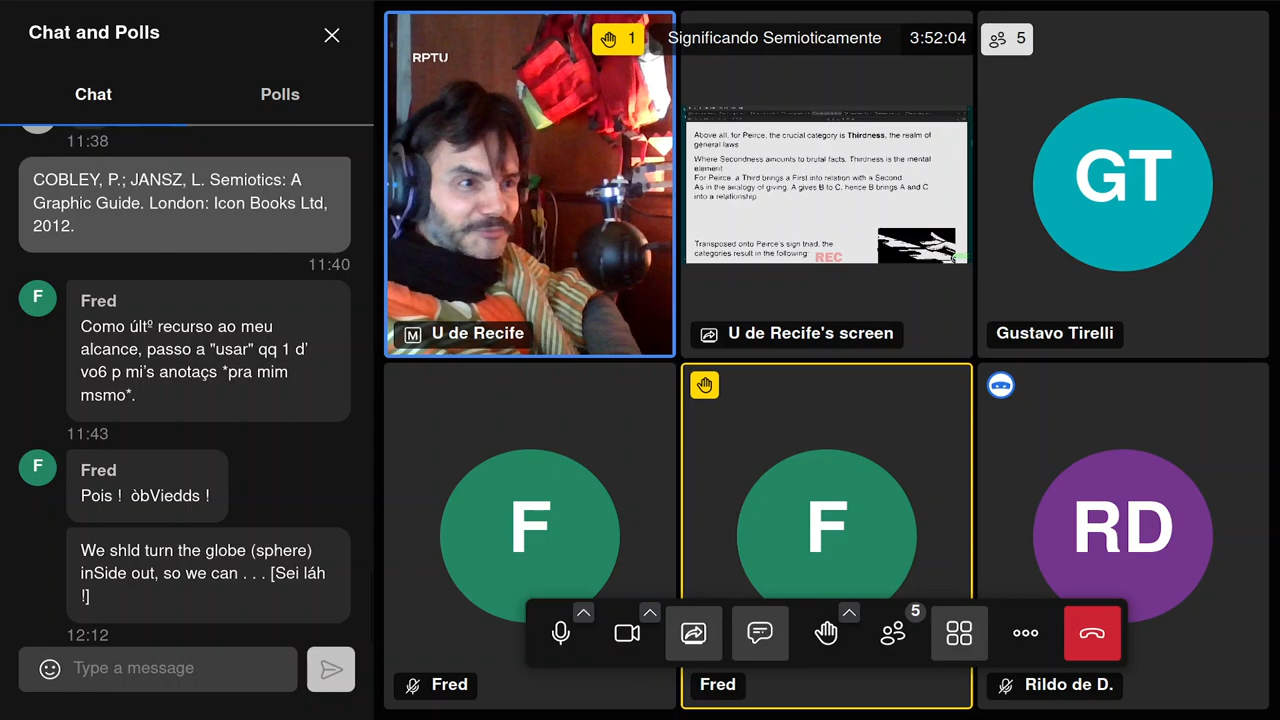 Chat and Polls
Chat
Polls
11:38
COBLEY, P.; JANSZ, L. Semiotics: A
Graphic Guide. London: Icon Books Ltd,
2012.
11:40
F
Fred
Como últº recurso ao meu
alcance, passo a "usar" qq 1 d’
vo6 p mi’s anotaçs *pra mim
msmo*.
11:43
F
Fred
Pois ! òbViedds !
We shld turn the globe (sphere)
inSide out, so we can . . . [Sei láh
!]
12:12
Type a message
RPTU
1
Significando Semioticamente
3:52:04
5
M
U de Recife
Above all, for Peirce, the crucial category is Thirdness, the realm of
general laws
Where Secondness amounts to brutal facts, Thirdness is the mental
element
For Peirce, a Third brings a First into relation with a Second
As in the analogy of giving, A gives B to C, hence B brings A and C
into a relationship
Transposed onto Peirce's sign triad, the
categories result in the following:
REC
U de Recife's screen
GT
Gustavo Tirelli
F
Fred
F
Fred
RD
Rildo de D.
5